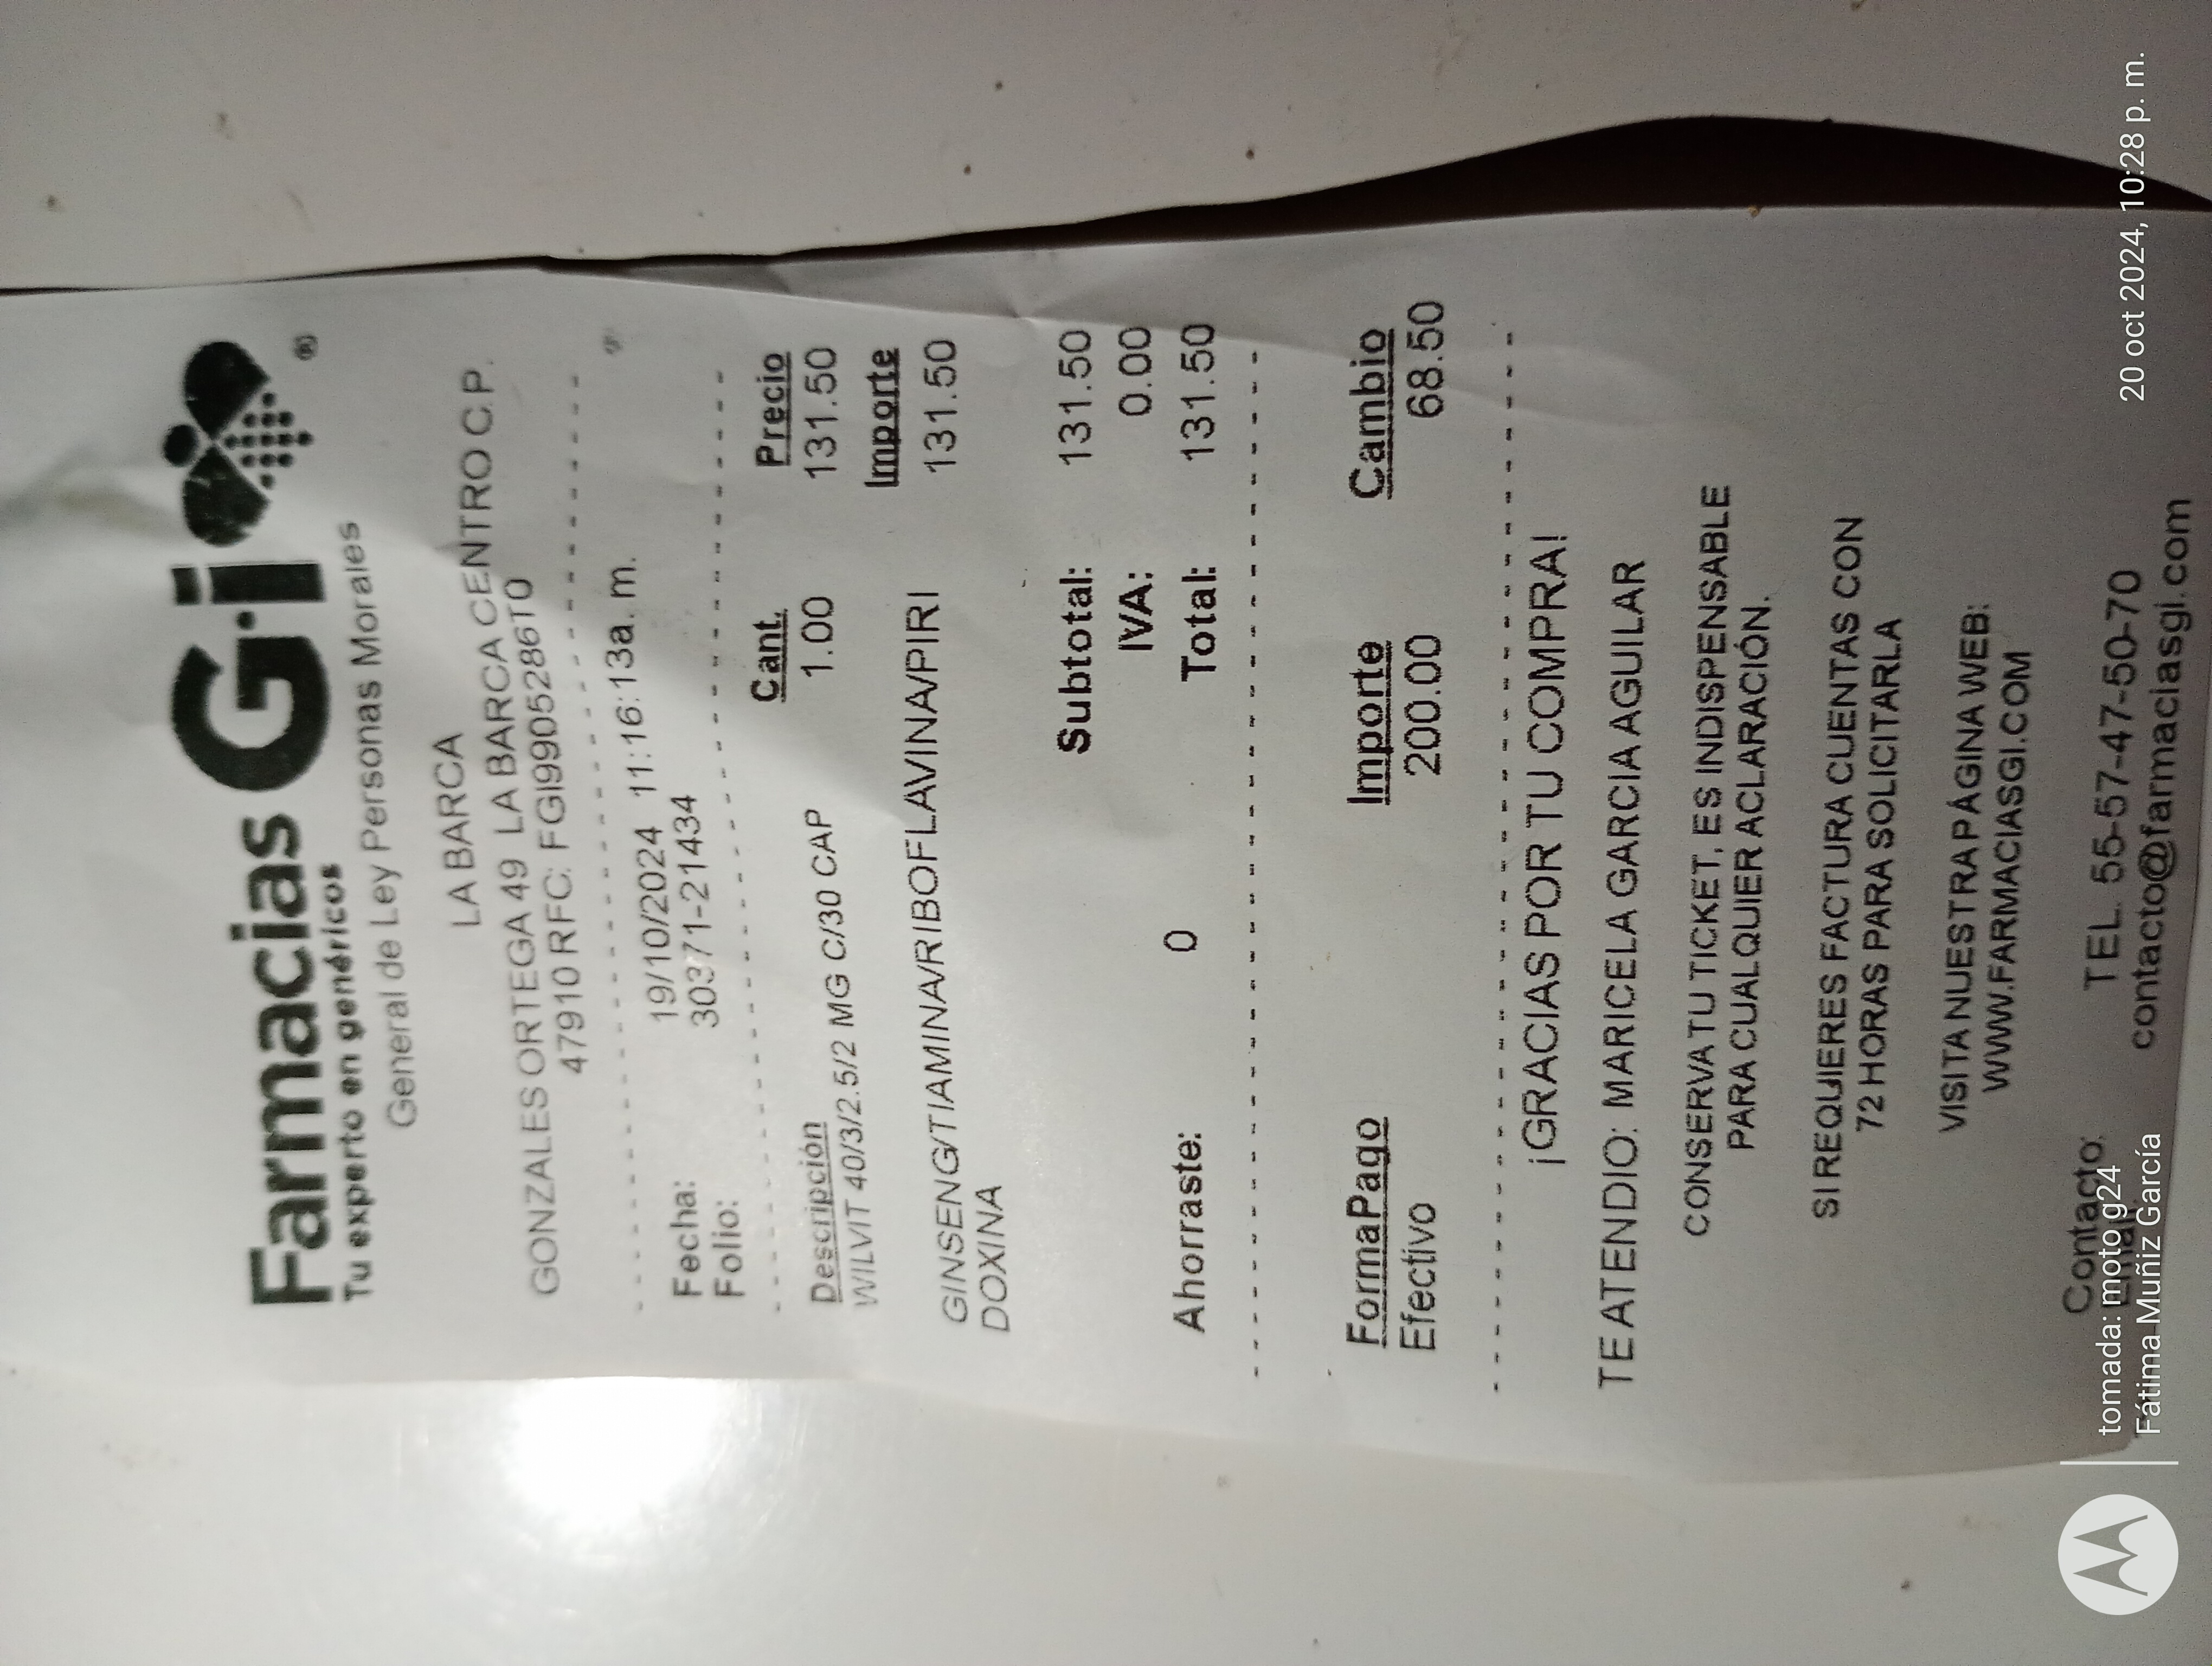 Farmacias Gi®
Tu experto en genéricos
General de Ley Personas Morales
LA BARCA
GONZALES ORTEGA 49 LA BARCA CENTRO C.P.
47910 RFC: FGI9905286T0
Fecha: 19/10/2024 11:16:13a. m.
Folio: 30371-21434
Descripción Cant. Precio
WILVIT 40/3/2.5/2 MG C/30 CAP 1.00 131.50
Importe
GINSENG/TIAMINA/RIBOFLAVINA/PIRI 131.50
DOXINA
Subtotal: 131.50
IVA: 0.00
Ahorraste: 0 Total: 131.50
FormaPago Importe Cambio
Efectivo 200.00 68.50
¡GRACIAS POR TU COMPRA!
TE ATENDIO: MARICELA GARCIA AGUILAR
CONSERVA TU TICKET, ES INDISPENSABLE
PARA CUALQUIER ACLARACIÓN.
SI REQUIERES FACTURA CUENTAS CON
72 HORAS PARA SOLICITARLA
VISITA NUESTRA PÁGINA WEB:
WWW.FARMACIASGI.COM
Contacto: TEL. 55-57-47-50-70
contacto@farmaciasgi.com
tomada: moto g24
Fátima Muñiz García
20 oct 2024, 10:28 p. m.